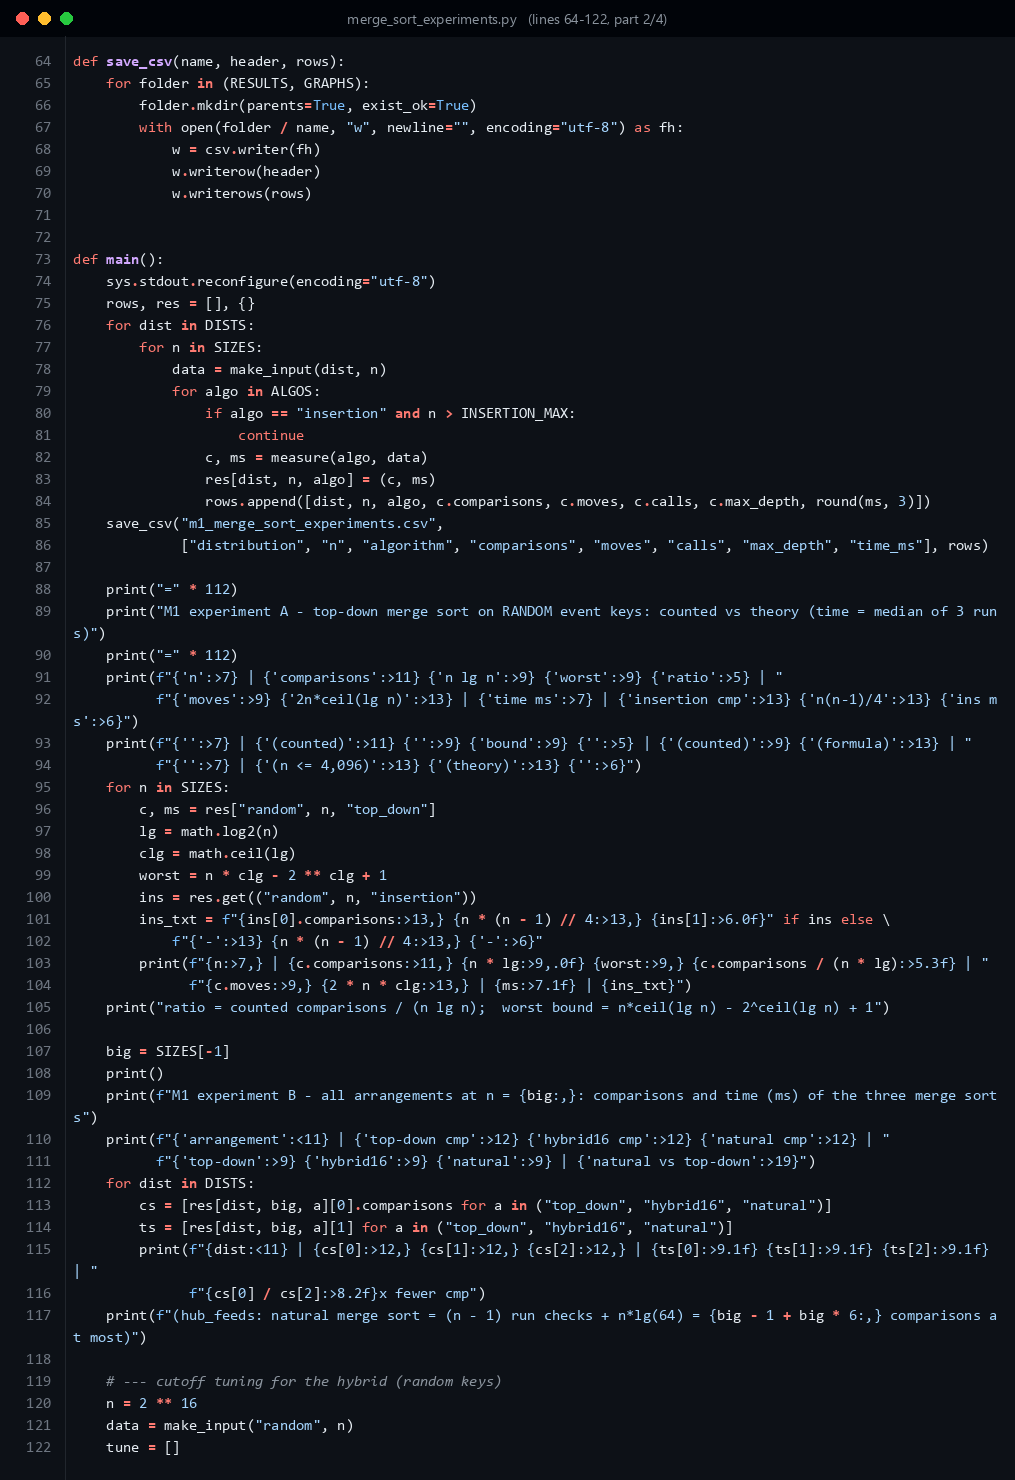 merge_sort_experiments.py   (lines 64-122, part 2/4)
64 def save_csv(name, header, rows):
65     for folder in (RESULTS, GRAPHS):
66         folder.mkdir(parents=True, exist_ok=True)
67         with open(folder / name, "w", newline="", encoding="utf-8") as fh:
68             w = csv.writer(fh)
69             w.writerow(header)
70             w.writerows(rows)
71
72
73 def main():
74     sys.stdout.reconfigure(encoding="utf-8")
75     rows, res = [], {}
76     for dist in DISTS:
77         for n in SIZES:
78             data = make_input(dist, n)
79             for algo in ALGOS:
80                 if algo == "insertion" and n > INSERTION_MAX:
81                     continue
82                 c, ms = measure(algo, data)
83                 res[dist, n, algo] = (c, ms)
84                 rows.append([dist, n, algo, c.comparisons, c.moves, c.calls, c.max_depth, round(ms, 3)])
85     save_csv("m1_merge_sort_experiments.csv",
86              ["distribution", "n", "algorithm", "comparisons", "moves", "calls", "max_depth", "time_ms"], rows)
87
88     print("=" * 112)
89     print("M1 experiment A - top-down merge sort on RANDOM event keys: counted vs theory (time = median of 3 run
s)")
90     print("=" * 112)
91     print(f"{'n':>7} | {'comparisons':>11} {'n lg n':>9} {'worst':>9} {'ratio':>5} | "
92           f"{'moves':>9} {'2n*ceil(lg n)':>13} | {'time ms':>7} | {'insertion cmp':>13} {'n(n-1)/4':>13} {'ins m
s':>6}")
93     print(f"{'':>7} | {'(counted)':>11} {'':>9} {'bound':>9} {'':>5} | {'(counted)':>9} {'(formula)':>13} | "
94           f"{'':>7} | {'(n <= 4,096)':>13} {'(theory)':>13} {'':>6}")
95     for n in SIZES:
96         c, ms = res["random", n, "top_down"]
97         lg = math.log2(n)
98         clg = math.ceil(lg)
99         worst = n * clg - 2 ** clg + 1
100         ins = res.get(("random", n, "insertion"))
101         ins_txt = f"{ins[0].comparisons:>13,} {n * (n - 1) // 4:>13,} {ins[1]:>6.0f}" if ins else \
102             f"{'-':>13} {n * (n - 1) // 4:>13,} {'-':>6}"
103         print(f"{n:>7,} | {c.comparisons:>11,} {n * lg:>9,.0f} {worst:>9,} {c.comparisons / (n * lg):>5.3f} | "
104               f"{c.moves:>9,} {2 * n * clg:>13,} | {ms:>7.1f} | {ins_txt}")
105     print("ratio = counted comparisons / (n lg n);  worst bound = n*ceil(lg n) - 2^ceil(lg n) + 1")
106
107     big = SIZES[-1]
108     print()
109     print(f"M1 experiment B - all arrangements at n = {big:,}: comparisons and time (ms) of the three merge sort
s")
110     print(f"{'arrangement':<11} | {'top-down cmp':>12} {'hybrid16 cmp':>12} {'natural cmp':>12} | "
111           f"{'top-down':>9} {'hybrid16':>9} {'natural':>9} | {'natural vs top-down':>19}")
112     for dist in DISTS:
113         cs = [res[dist, big, a][0].comparisons for a in ("top_down", "hybrid16", "natural")]
114         ts = [res[dist, big, a][1] for a in ("top_down", "hybrid16", "natural")]
115         print(f"{dist:<11} | {cs[0]:>12,} {cs[1]:>12,} {cs[2]:>12,} | {ts[0]:>9.1f} {ts[1]:>9.1f} {ts[2]:>9.1f}
| "
116               f"{cs[0] / cs[2]:>8.2f}x fewer cmp")
117     print(f"(hub_feeds: natural merge sort = (n - 1) run checks + n*lg(64) = {big - 1 + big * 6:,} comparisons a
t most)")
118
119     # --- cutoff tuning for the hybrid (random keys)
120     n = 2 ** 16
121     data = make_input("random", n)
122     tune = []